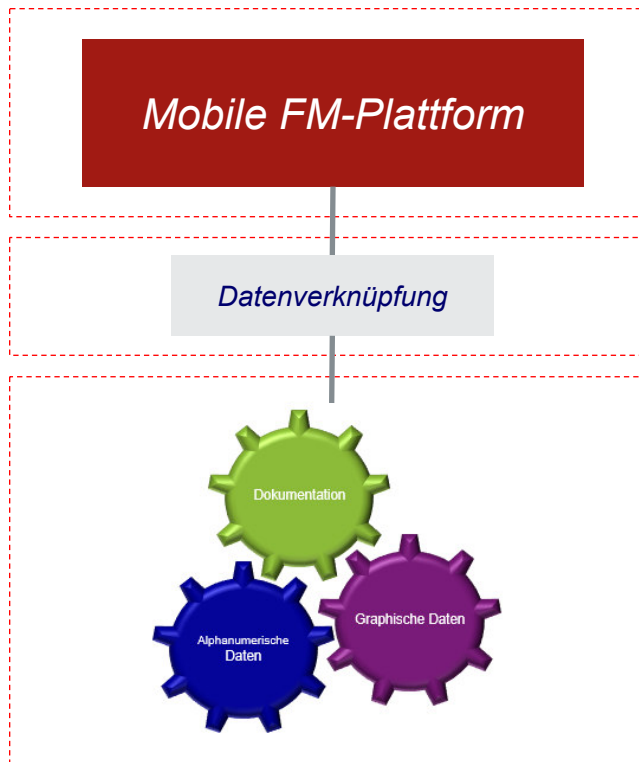 Mobile FM-Plattform
Datenverknüpfung
Dokumentation
Graphische Daten
Alphanumerische
Daten